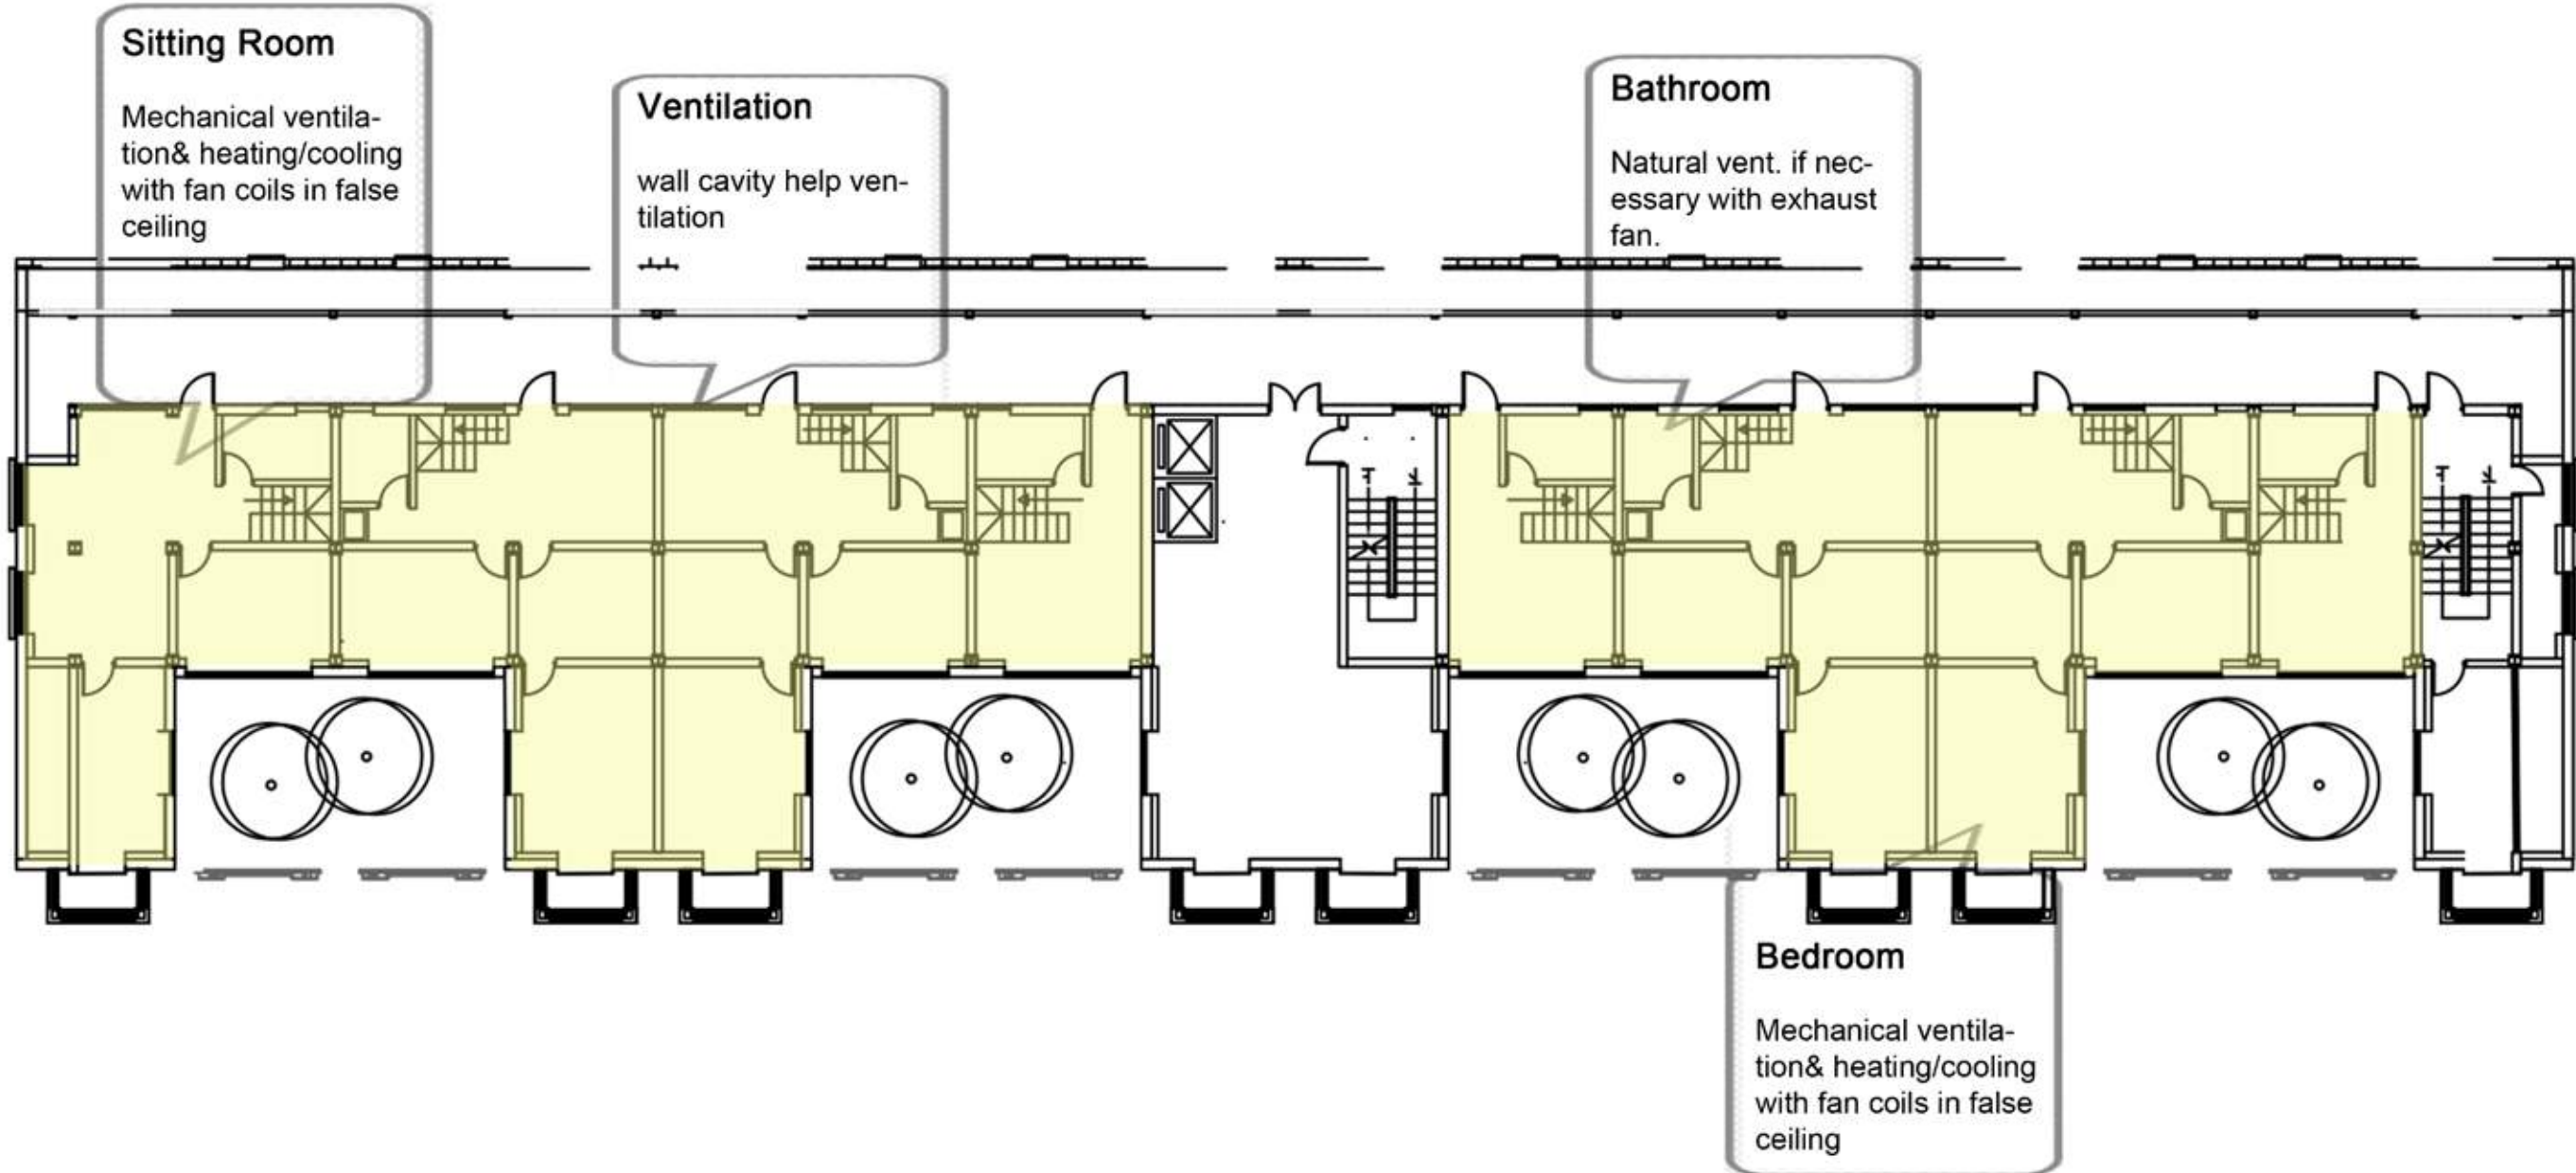 Sitting Room
Mechanical ventila-
tion& heating/cooling
with fan coils in false
ceiling
Ventilation
wall cavity help ven-
tilation
Bathroom
Natural vent. if nec-
essary with exhaust
fan.
Bedroom
Mechanical ventila-
tion& heating/cooling
with fan coils in false
ceiling